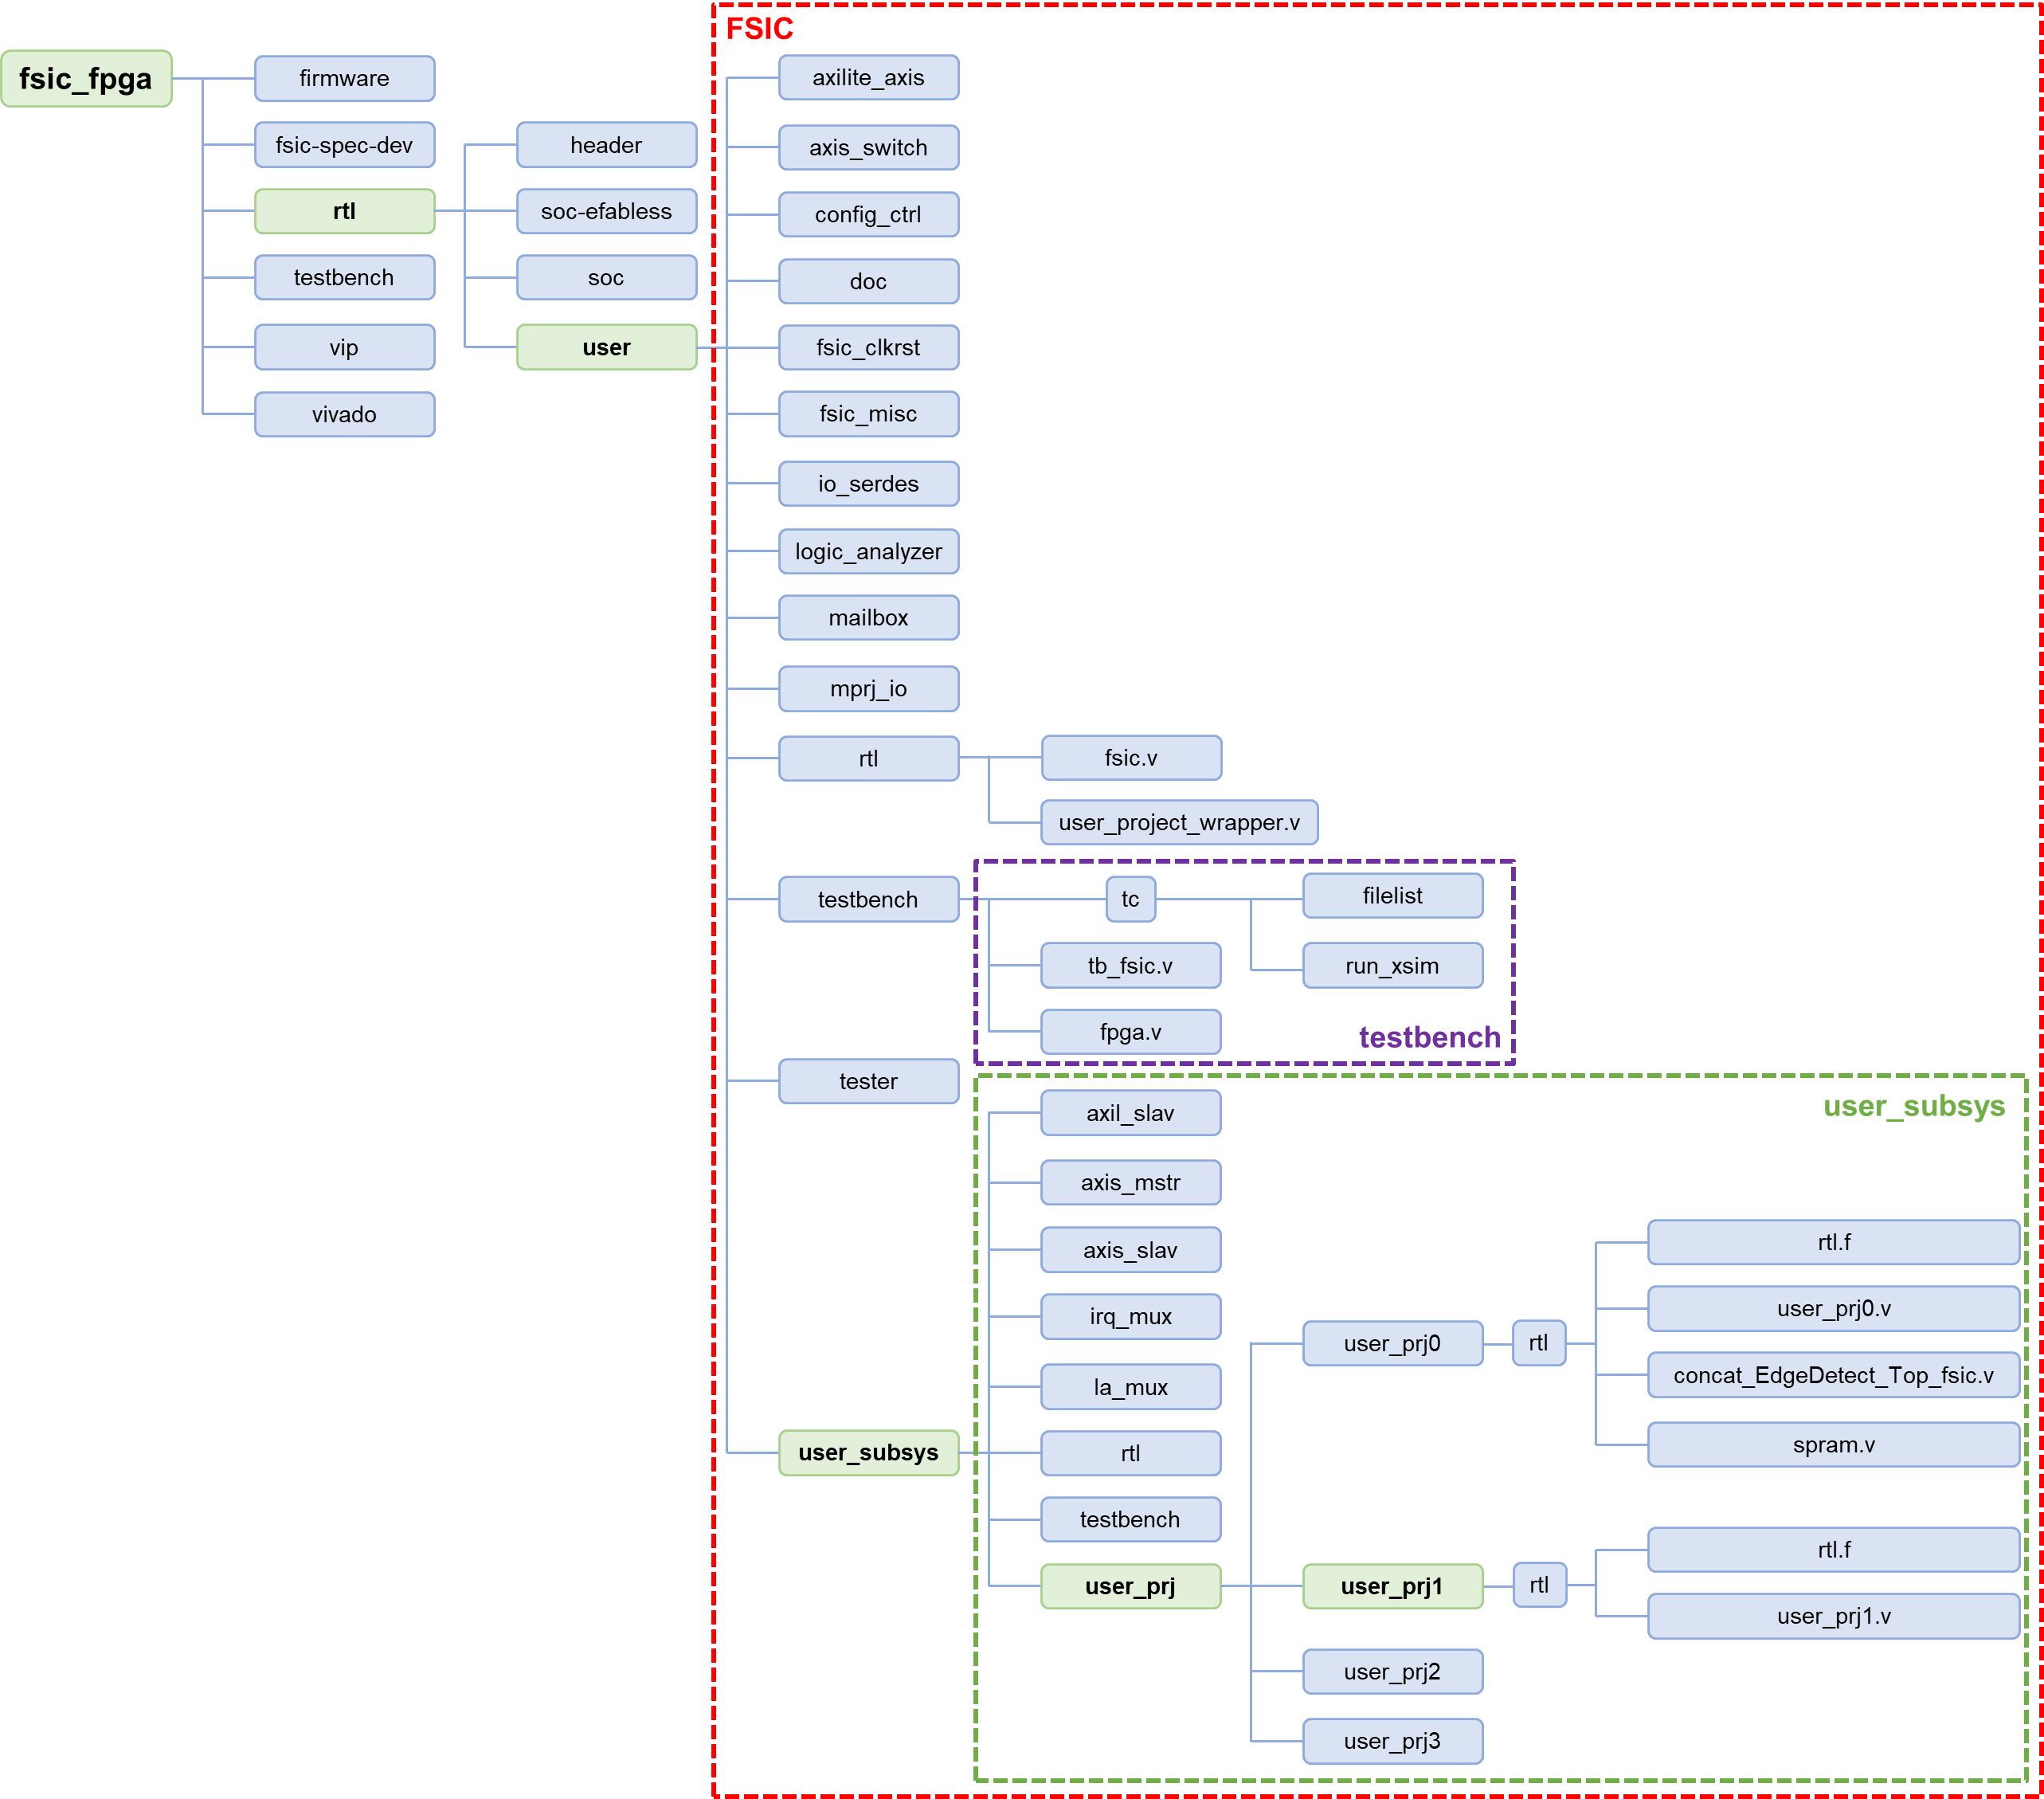 FSIC
fsic_fpga
firmware
fsic-spec-dev
rtl
testbench
vip
vivado
header
soc-efabless
soc
user
axilite_axis
axis_switch
config_ctrl
doc
fsic_clkrst
fsic_misc
io_serdes
logic_analyzer
mailbox
mprj_io
rtl
fsic.v
user_project_wrapper.v
testbench
tc
filelist
run_xsim
tb_fsic.v
fpga.v
testbench
tester
user_subsys
user_subsys
axil_slav
axis_mstr
axis_slav
irq_mux
la_mux
rtl
testbench
user_prj
user_prj0
rtl
rtl.f
user_prj0.v
concat_EdgeDetect_Top_fsic.v
spram.v
user_prj1
rtl
rtl.f
user_prj1.v
user_prj2
user_prj3